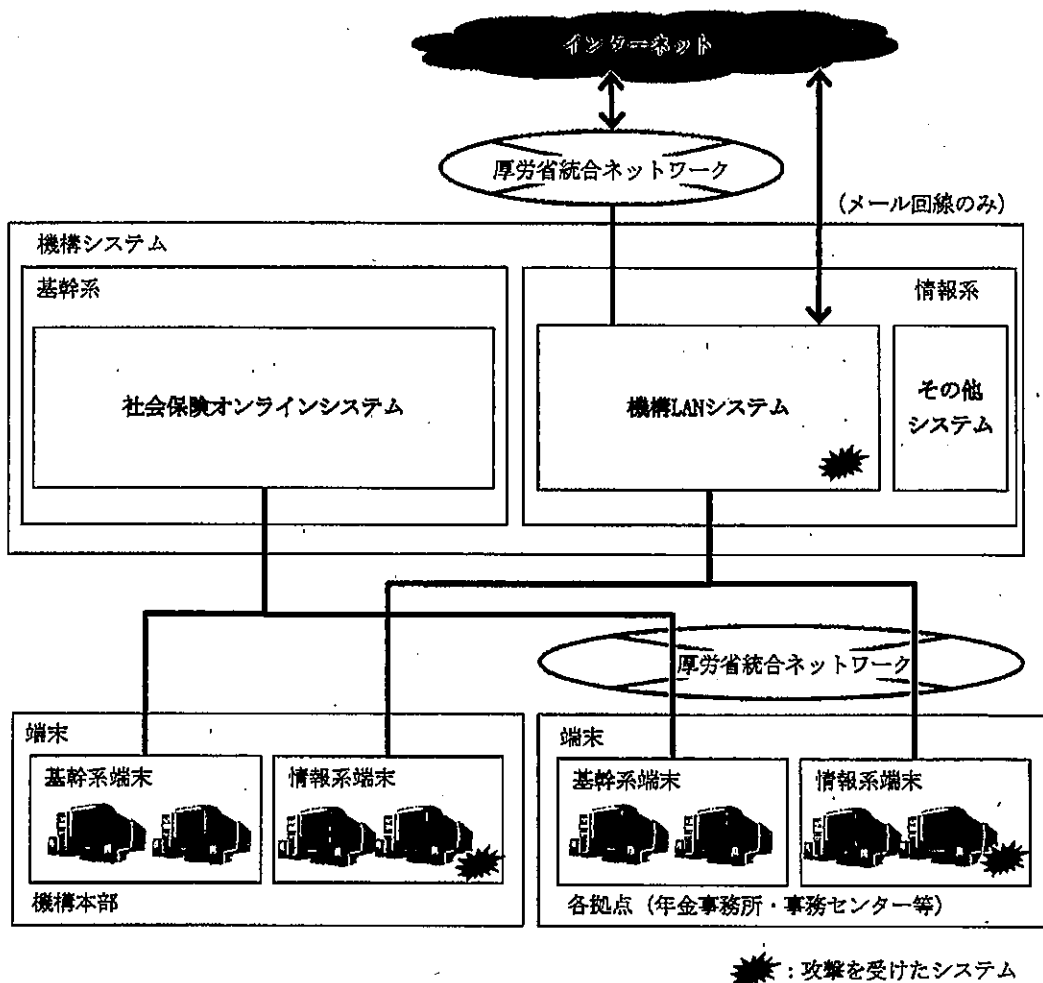 インターネット
厚労省統合ネットワーク
(メール回線のみ)
機構システム
基幹系
情報系
社会保険オンラインシステム
機構LANシステム
その他
システム
厚労省統合ネットワーク
端末
基幹系端末
情報系端末
機構本部
端末
基幹系端末
情報系端末
各拠点（年金事務所・事務センター等）
：攻撃を受けたシステム